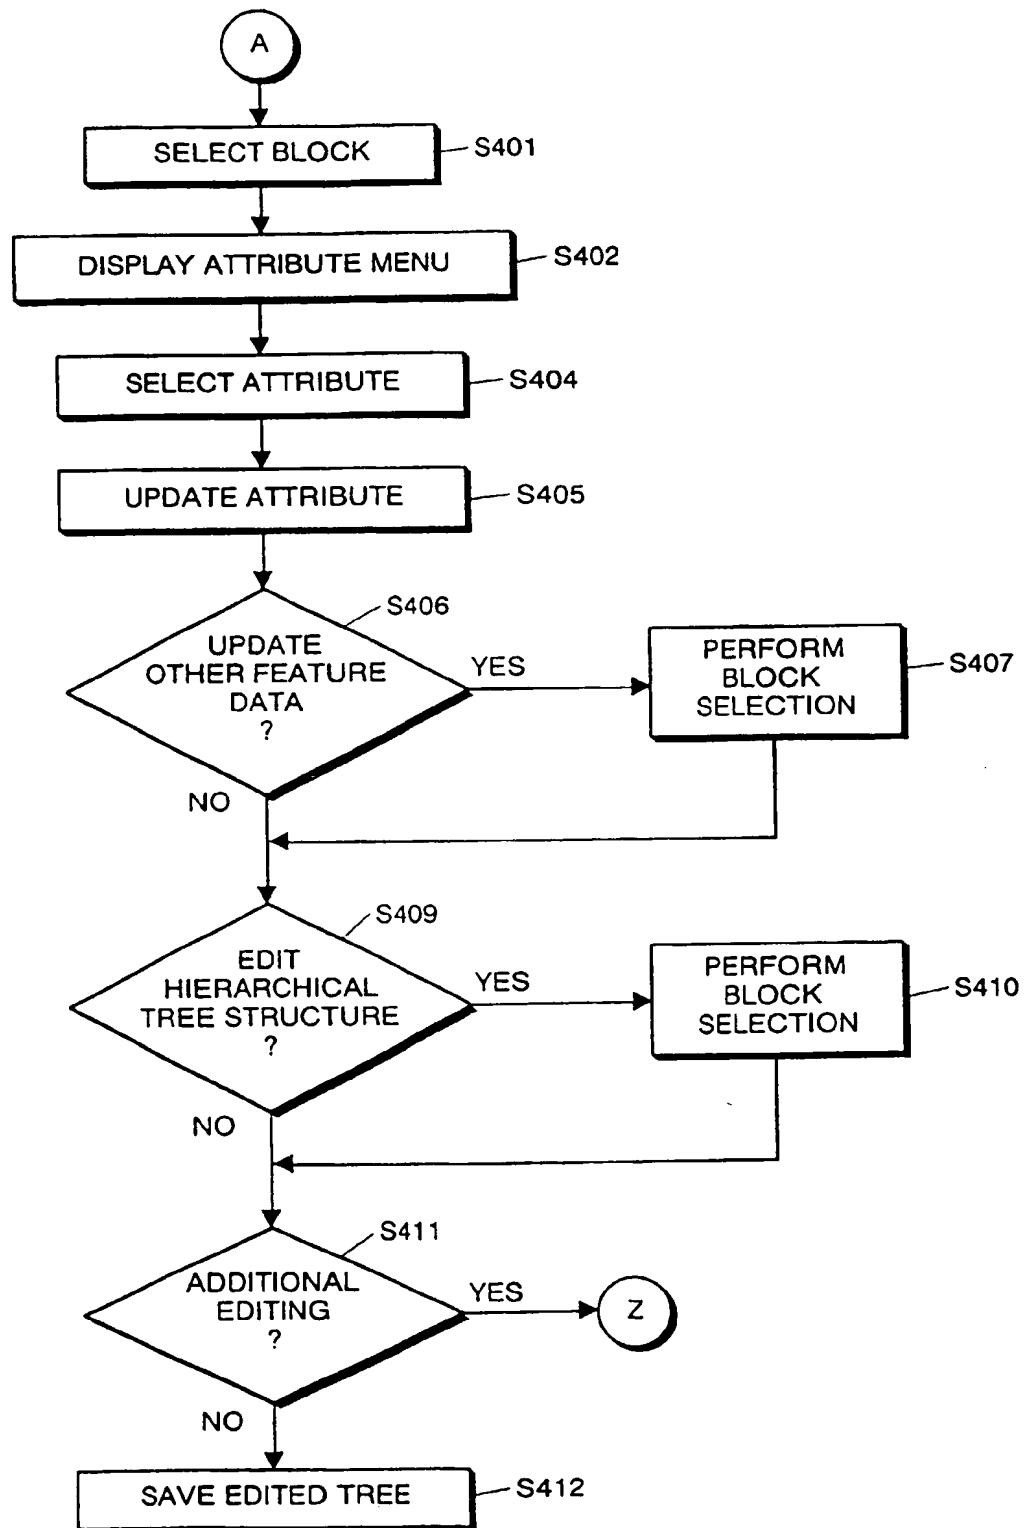 A
SELECT BLOCK
S401
DISPLAY ATTRIBUTE MENU
S402
SELECT ATTRIBUTE
S404
UPDATE ATTRIBUTE
S405
S406
UPDATE
OTHER FEATURE
DATA
?
YES
NO
PERFORM
BLOCK
SELECTION
S407
S409
EDIT
HIERARCHICAL
TREE STRUCTURE
?
YES
NO
PERFORM
BLOCK
SELECTION
S410
S411
ADDITIONAL
EDITING
?
YES
Z
NO
SAVE EDITED TREE
S412